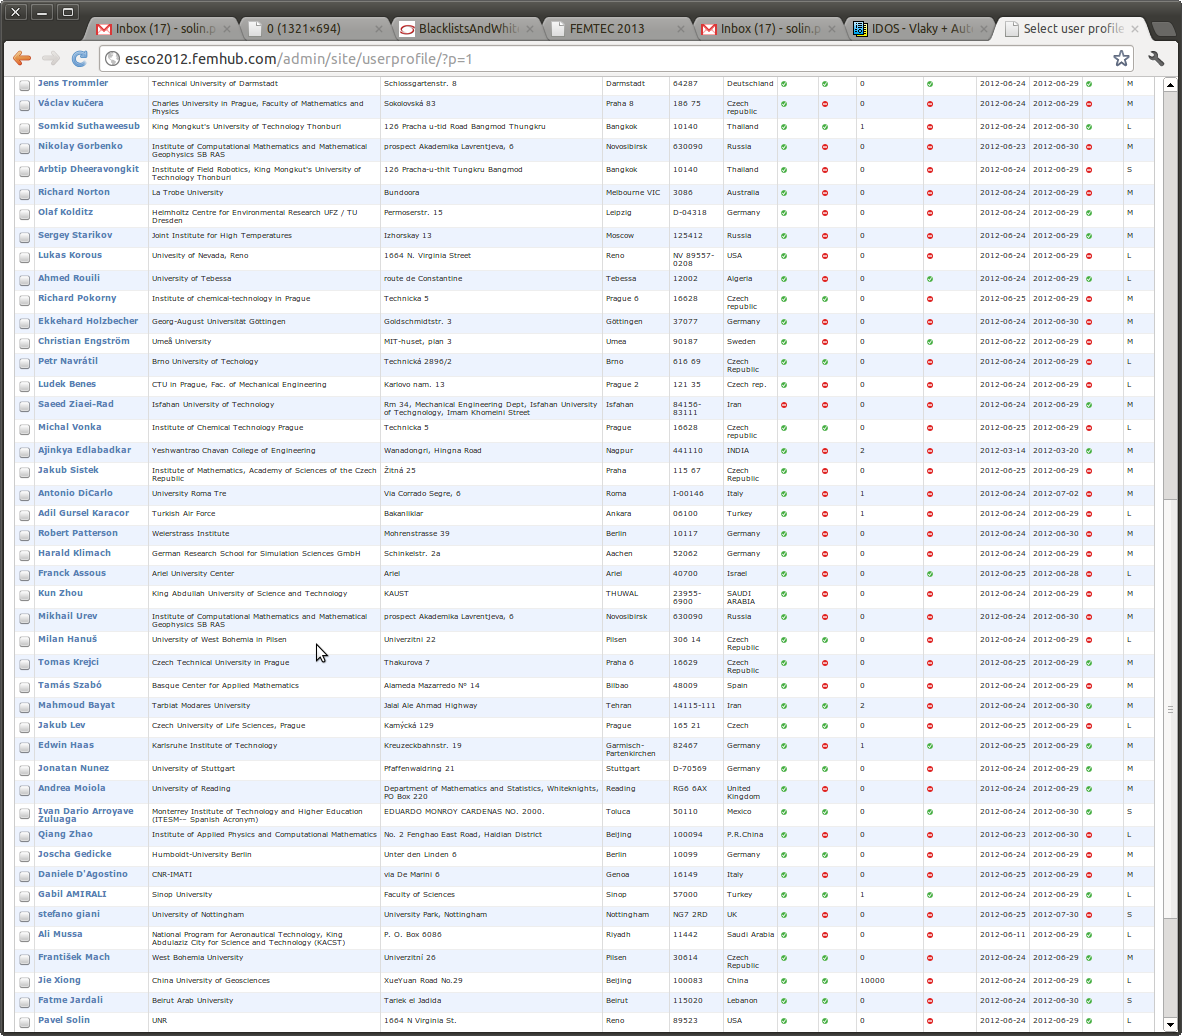 Inbox (17) - solin.p
0 (1321×694)
BlacklistsAndWhit
FEMTEC 2013
Inbox (17) - solin.p
IDOS - Vlaky + Aut
Select user profile
esco2012.femhub.com/admin/site/userprofile/?p=1
Jens Trommler Technical University of Darmstadt Schlossgartenstr. 8 Darmstadt 64287 Deutschland 0 2012-06-24 2012-06-29 M
Václav Kučera Charles University in Prague, Faculty of Mathematics and Physics Sokolovská 83 Praha 8 186 75 Czech republic 0 2012-06-24 2012-06-29 M
Somkid Suthaweesub King Mongkut's University of Technology Thonburi 126 Pracha u-tid Road Bangmod Thungkru Bangkok 10140 Thailand 1 2012-06-24 2012-06-30 L
Nikolay Gorbenko Institute of Computational Mathematics and Mathematical Geophysics SB RAS prospect Akademika Lavrentjeva, 6 Novosibirsk 630090 Russia 0 2012-06-23 2012-06-30 M
Arbtip Dheeravongkit Institute of Field Robotics, King Mongkut's University of Technology Thonburi 126 Pracha-u-thit Tungkru Bangmod Bangkok 10140 Thailand 0 2012-06-24 2012-06-29 S
Richard Norton La Trobe University Bundoora Melbourne VIC 3086 Australia 0 2012-06-24 2012-06-29 M
Olaf Kolditz Helmholtz Centre for Environmental Research UFZ / TU Dresden Permoserstr. 15 Leipzig D-04318 Germany 0 2012-06-24 2012-06-29 M
Sergey Starikov Joint Institute for High Temperatures Izhorskay 13 Moscow 125412 Russia 0 2012-06-24 2012-06-29 M
Lukas Korous Univesity of Nevada, Reno 1664 N. Virginia Street Reno NV 89557-0208 USA 0 2012-06-24 2012-06-29 L
Ahmed Rouili University of Tebessa route de Constantine Tebessa 12002 Algeria 0 2012-06-24 2012-06-29 L
Richard Pokorny Institute of chemical-technology in Prague Technicka 5 Prague 6 16628 Czech republic 0 2012-06-25 2012-06-29 M
Ekkehard Holzbecher Georg-August Universität Göttingen Goldschmidtstr. 3 Göttingen 37077 Germany 0 2012-06-24 2012-06-30 M
Christian Engström Umeå University MIT-huset, plan 3 Umea 90187 Sweden 0 2012-06-22 2012-06-22 M
Petr Navrátil Brno University of Techology Technická 2896/2 Brno 616 69 Czech Republic 0 2012-06-24 2012-06-29 L
Ludek Benes CTU in Prague, Fac. of Mechanical Engineering Karlovo nam. 13 Prague 2 121 35 Czech rep. 0 2012-06-24 2012-06-29 L
Saeed Ziaei-Rad Isfahan University of Technology Rm 34, Mechanical Engineering Dept, Isfahan University of Techgnology, Imam Khomeini Street Isfahan 84156-83111 Iran 0 2012-06-24 2012-06-29 M
Michal Vonka Institute of Chemical Technology Prague Technicka 5 Prague 16628 Czech republic 0 2012-06-25 2012-06-29 L
Ajinkya Edlabadkar Yeshwantrao Chavan College of Engineering Wanadongri, Hingna Road Nagpur 441110 INDIA 2 2012-03-14 2012-03-20 M
Jakub Sistek Institute of Mathematics, Academy of Sciences of the Czech Republic Žitná 25 Praha 115 67 Czech Republic 0 2012-06-25 2012-06-29 M
Antonio DiCarlo University Roma Tre Via Corrado Segre, 6 Roma I-00146 Italy 1 2012-06-24 2012-07-02 M
Adil Gursel Karacor Turkish Air Force Bakanliklar Ankara 06100 Turkey 1 2012-06-24 2012-06-29 L
Robert Patterson Weierstrass Institute Mohrenstrasse 39 Berlin 10117 Germany 0 2012-06-24 2012-06-30 M
Harald Klimach German Research School for Simulation Sciences GmbH Schinkelstr. 2a Aachen 52062 Germany 0 2012-06-24 2012-06-29 M
Franck Assous Ariel University Center Ariel Ariel 40700 Israel 0 2012-06-25 2012-06-28 L
Kun Zhou King Abdullah University of Science and Technology KAUST THUWAL 23955-6900 SAUDI ARABIA 0 2012-06-24 2012-06-29 M
Mikhail Urev Institute of Computational Mathematics and Mathematical Geophysics SB RAS prospect Akademika Lavrentjeva, 6 Novosibirsk 630090 Russia 0 2012-06-24 2012-06-30 M
Milan Hanuš University of West Bohemia in Pilsen Univerzitni 22 Pilsen 306 14 Czech Republic 0 2012-06-24 2012-06-29 L
Tomas Krejci Czech Technical University in Prague Thakurova 7 Praha 6 16629 Czech Republic 0 2012-06-25 2012-06-29 M
Tamás Szabó Basque Center for Applied Mathematics Alameda Mazarredo Nº 14 Bilbao 48009 Spain 0 2012-06-24 2012-06-29 M
Mahmoud Bayat Tarbiat Modares University Jalal Ale Ahmad Highway Tehran 14115-111 Iran 2 2012-06-24 2012-06-30 M
Jakub Lev Czech University of Life Sciences, Prague Kamýcká 129 Prague 165 21 Czech 0 2012-06-25 2012-06-29 L
Edwin Haas Karlsruhe Institute of Technology Kreuzeckbahnstr. 19 Garmisch-Partenkirchen 82467 Germany 1 2012-06-25 2012-06-29 M
Jonatan Nunez University of Stuttgart Pfaffenwaldring 21 Stuttgart D-70569 Germany 0 2012-06-24 2012-06-29 M
Andrea Moiola University of Reading Department of Mathematics and Statistics, Whiteknights, PO Box 220 Reading RG6 6AX United Kingdom 0 2012-06-24 2012-06-29 M
Ivan Dario Arroyave Zuluaga Monterrey Institute of Technology and Higher Education (ITESM-- Spanish Acronym) EDUARDO MONROY CARDENAS NO. 2000. Toluca 50110 Mexico 0 2012-06-24 2012-06-30 S
Qiang Zhao Institute of Applied Physics and Computational Mathematics No. 2 Fenghao East Road, Haidian District Beijing 100094 P.R.China 0 2012-06-23 2012-06-30 L
Joscha Gedicke Humboldt-University Berlin Unter den Linden 6 Berlin 10099 Germany 0 2012-06-24 2012-06-29 M
Daniele D'Agostino CNR-IMATI via De Marini 6 Genoa 16149 Italy 0 2012-06-25 2012-06-29 M
Gabil AMIRALI Sinop University Faculty of Sciences Sinop 57000 Turkey 1 2012-06-24 2012-06-29 L
stefano giani University of Nottingham University Park, Nottingham Nottingham NG7 2RD UK 0 2012-06-25 2012-07-30 S
Ali Mussa National Program for Aeronautical Technology, King Abdulaziz City for Science and Technology (KACST) P. O. Box 6086 Riyadh 11442 Saudi Arabia 0 2012-06-11 2012-06-29 L
František Mach West Bohemia University Univerzitní 26 Pilsen 30614 Czech Republic 0 2012-06-24 2012-06-29 M
Jie Xiong China University of Geosciences XueYuan Road No.29 Beijing 100083 China 10000 2012-06-24 2012-06-29 L
Fatme Jardali Beirut Arab University Tariek el Jadida Beirut 115020 Lebanon 0 2012-06-24 2012-06-30 S
Pavel Solin UNR 1664 N Virginia St. Reno 89523 USA 0 2012-06-24 2012-06-29 L